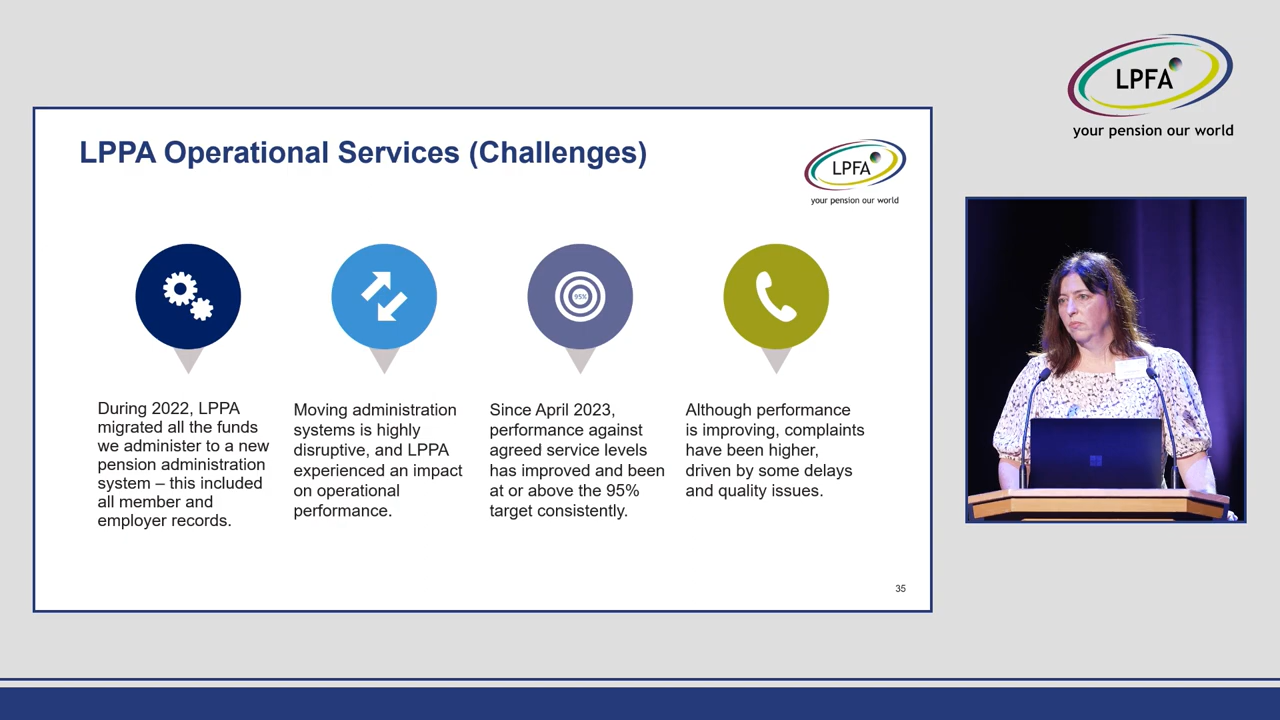 LPFA
your pension our world
LPPA Operational Services (Challenges)
LPFA
your pension our world
95%
During 2022, LPPA
migrated all the funds
we administer to a new
pension administration
system – this included
all member and
employer records.
Moving administration
systems is highly
disruptive, and LPPA
experienced an impact
on operational
performance.
Since April 2023,
performance against
agreed service levels
has improved and been
at or above the 95%
target consistently.
Although performance
is improving, complaints
have been higher,
driven by some delays
and quality issues.
35